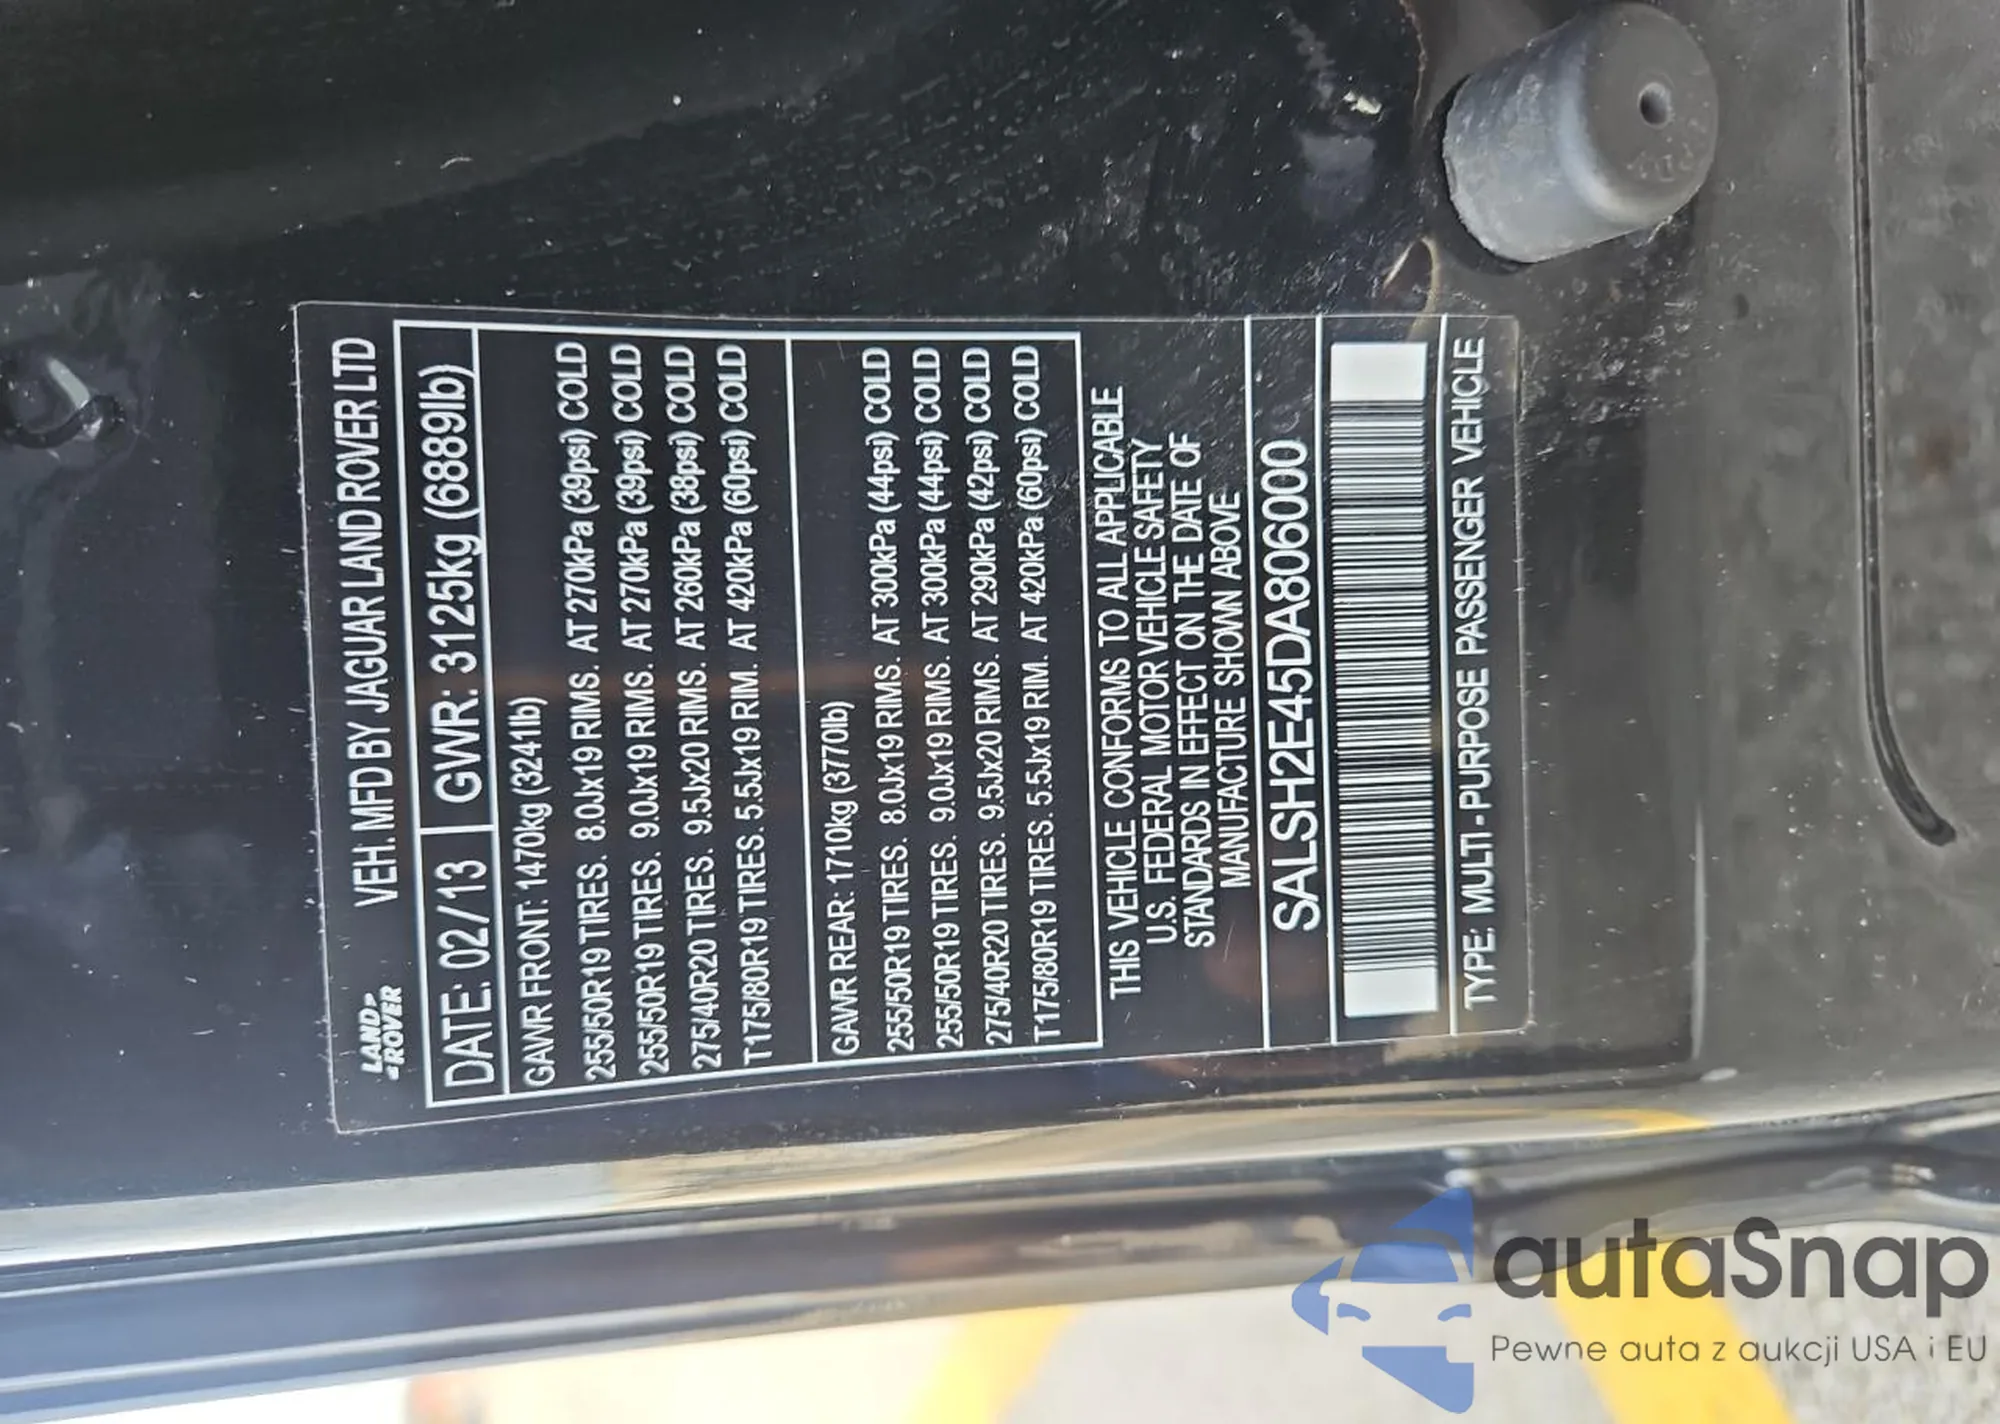 LAND-
ROVER
VEH. MFD BY JAGUAR LAND ROVER LTD
DATE: 02/13 GWR: 3125kg (6889lb)
GAWR FRONT: 1470kg (3241lb)
255/50R19 TIRES. 8.0Jx19 RIMS. AT 270kPa (39psi) COLD
255/50R19 TIRES. 9.0Jx19 RIMS. AT 270kPa (39psi) COLD
275/40R20 TIRES. 9.5Jx20 RIMS. AT 260kPa (38psi) COLD
T175/80R19 TIRES. 5.5Jx19 RIM. AT 420kPa (60psi) COLD
GAWR REAR: 1710kg (3770lb)
255/50R19 TIRES. 8.0Jx19 RIMS. AT 300kPa (44psi) COLD
255/50R19 TIRES. 9.0Jx19 RIMS. AT 300kPa (44psi) COLD
275/40R20 TIRES. 9.5Jx20 RIMS. AT 290kPa (42psi) COLD
T175/80R19 TIRES. 5.5Jx19 RIM. AT 420kPa (60psi) COLD
THIS VEHICLE CONFORMS TO ALL APPLICABLE
U.S. FEDERAL MOTOR VEHICLE SAFETY
STANDARDS IN EFFECT ON THE DATE OF
MANUFACTURE SHOWN ABOVE
SALSH2E45DA806000
TYPE: MULTI-PURPOSE PASSENGER VEHICLE
autaSnap
Pewne auta z aukcji USA i EU